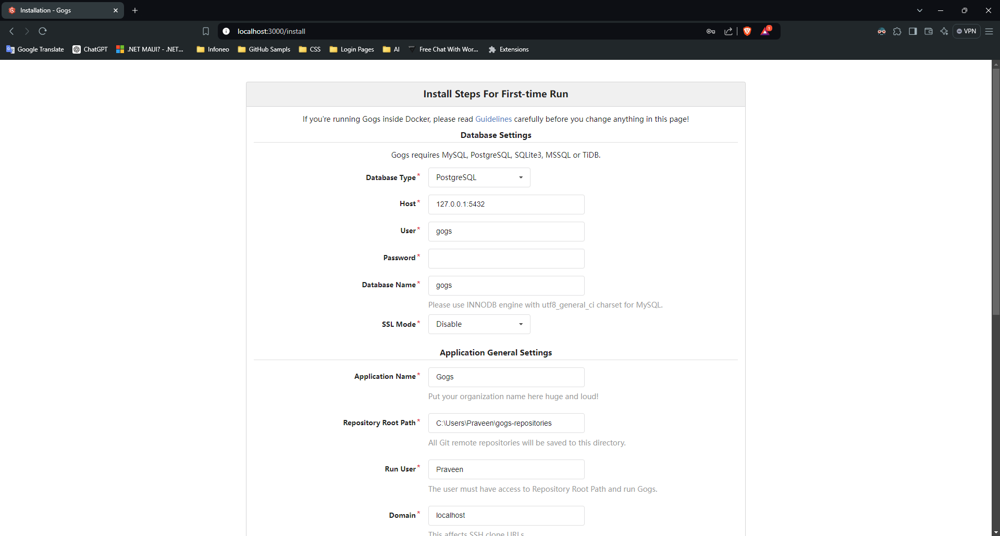 Installation - Gogs
localhost:3000/install
1
VPN
Google Translate
ChatGPT
.NET MAUI? - .NET...
Infoneo
GitHub Sampls
CSS
Login Pages
AI
Free Chat With Wor...
Extensions
Install Steps For First-time Run
If you're running Gogs inside Docker, please read Guidelines carefully before you change anything in this page!
Database Settings
Gogs requires MySQL, PostgreSQL, SQLite3, MSSQL or TiDB.
Database Type* PostgreSQL
Host* 127.0.0.1:5432
User* gogs
Password*
Database Name* gogs
Please use INNODB engine with utf8_general_ci charset for MySQL.
SSL Mode* Disable
Application General Settings
Application Name* Gogs
Put your organization name here huge and loud!
Repository Root Path* C:\Users\Praveen\gogs-repositories
All Git remote repositories will be saved to this directory.
Run User* Praveen
The user must have access to Repository Root Path and run Gogs.
Domain* localhost
This affects SSH clone URLs.